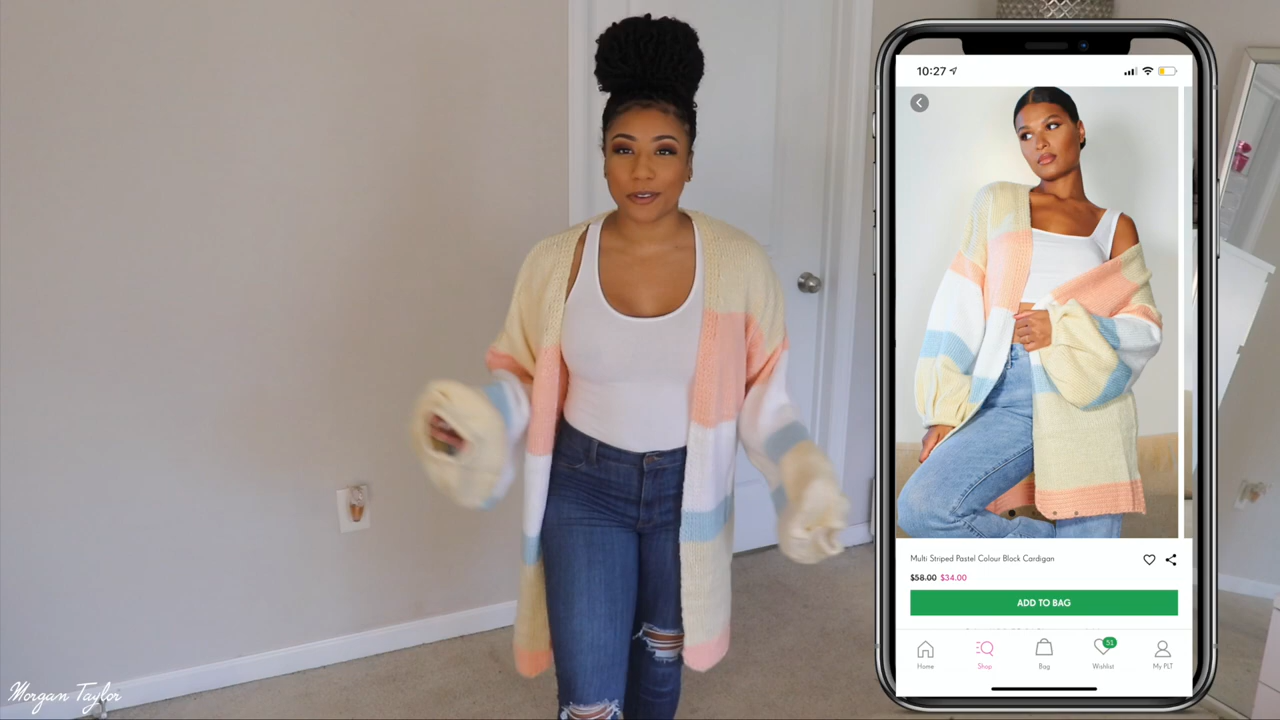 Morgan Taylor
10:27
Multi Striped Pastel Colour Block Cardigan
$58.00 $34.00
ADD TO BAG
Home
Shop
Bag
51
Wishlist
My PLT